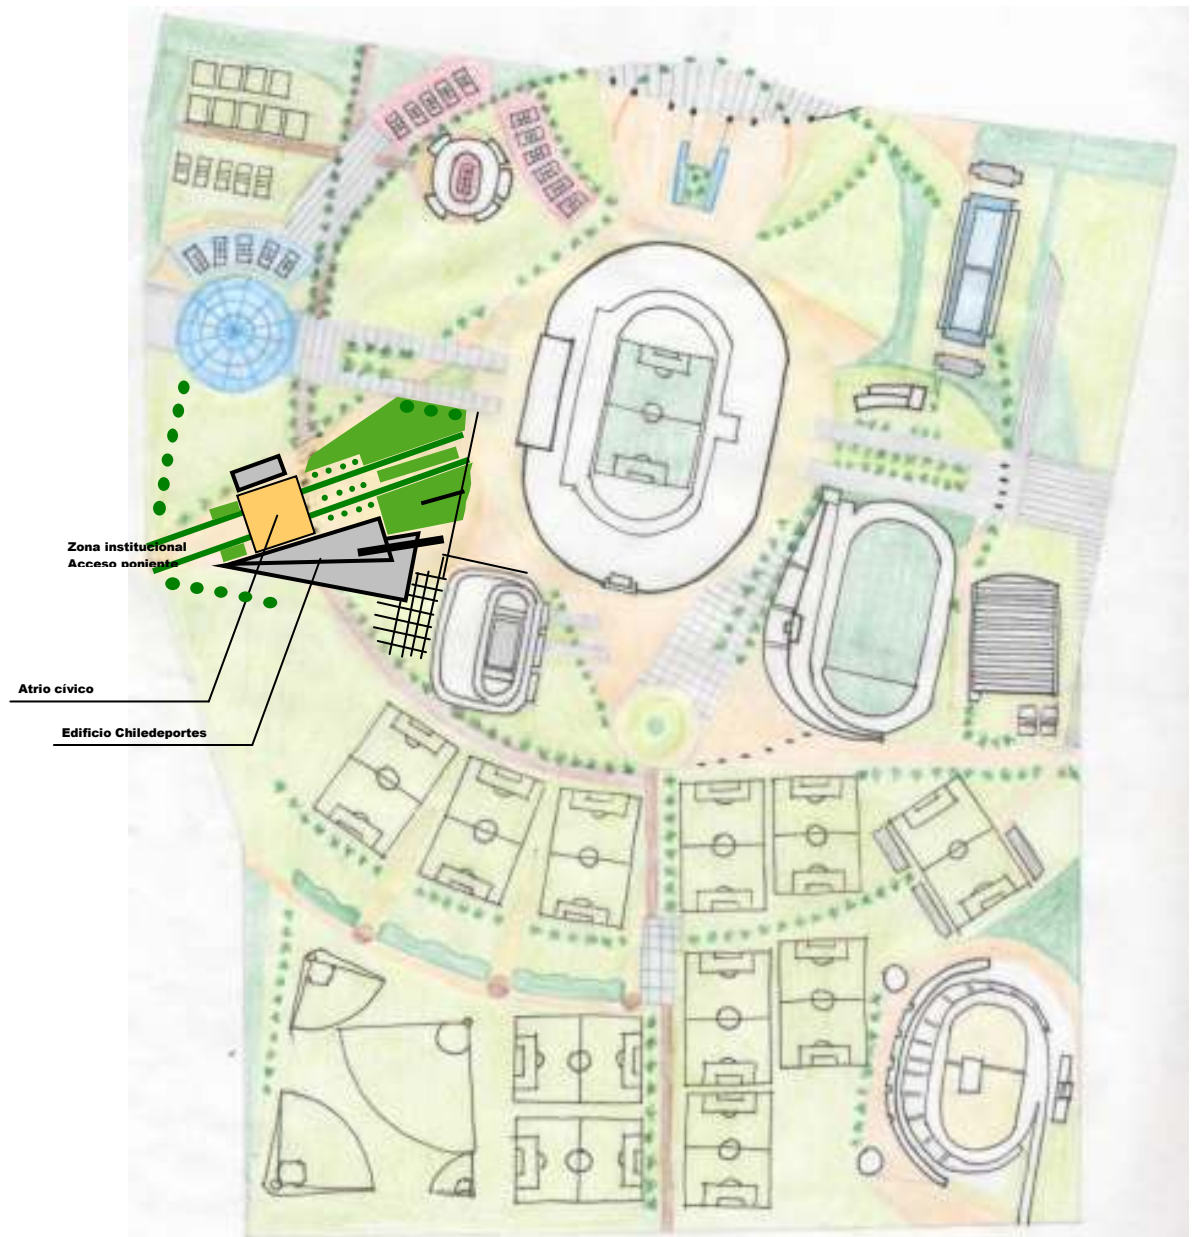 Zona institucional
Acceso poniente
Atrio cívico
Edificio Chiledeportes